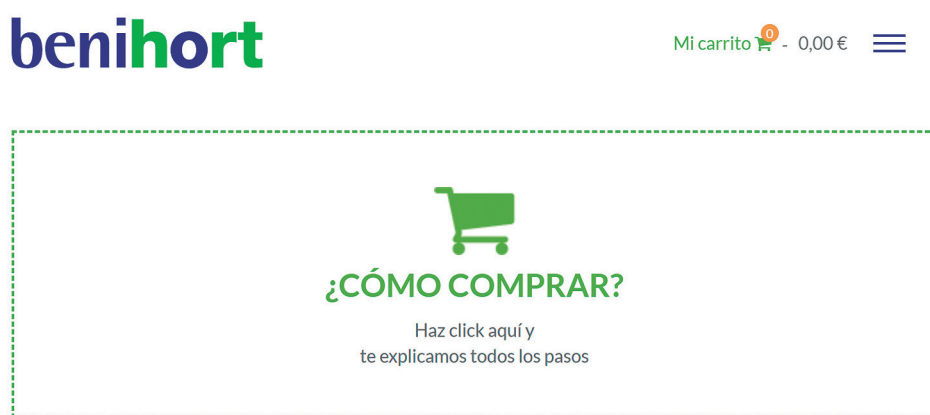 benihort
Mi carrito 0 - 0,00 €
¿CÓMO COMPRAR?
Haz click aquí y
te explicamos todos los pasos